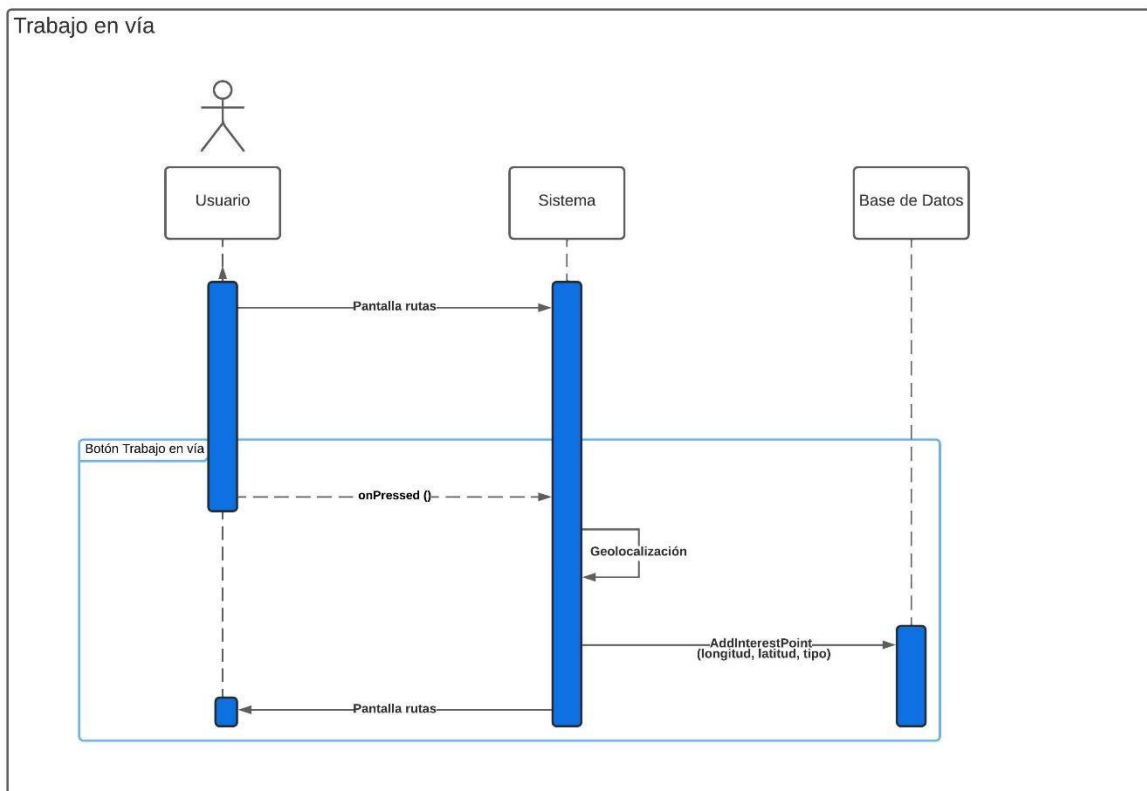 Trabajo en vía
Usuario
Sistema
Base de Datos
Pantalla rutas
Botón Trabajo en vía
onPressed ()
Geolocalización
AddInterestPoint
(longitud, latitud, tipo)
Pantalla rutas